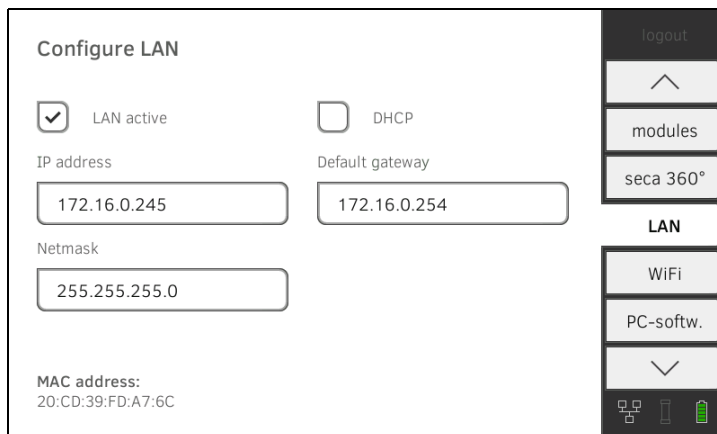 Configure LAN
LAN active
DHCP
IP address
Default gateway
172.16.0.245
172.16.0.254
Netmask
255.255.255.0
MAC address:
20:CD:39:FD:A7:6C
logout
modules
seca 360°
LAN
WiFi
PC-softw.